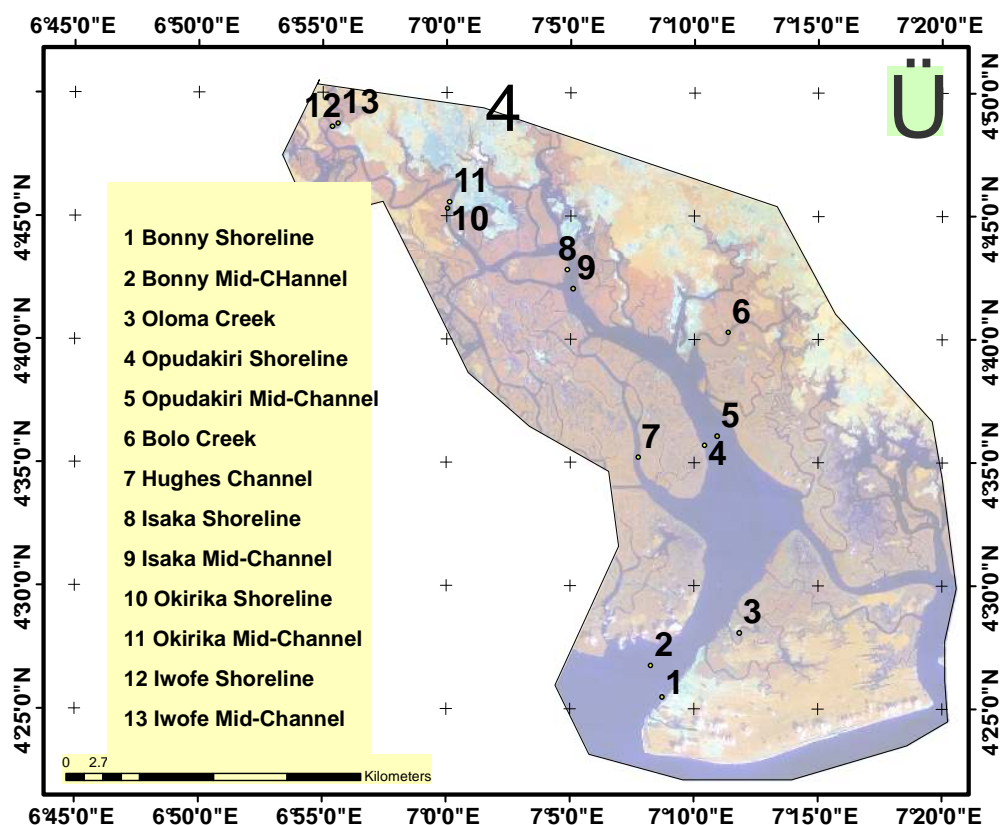 6°45'0"E 6°50'0"E 6°55'0"E 7°0'0"E 7°5'0"E 7°10'0"E 7°15'0"E 7°20'0"E
4
Ü
12 13
11
10
8
9
6
5
4
7
3
2
1
1 Bonny Shoreline
2 Bonny Mid-CHannel
3 Oloma Creek
4 Opudakiri Shoreline
5 Opudakiri Mid-Channel
6 Bolo Creek
7 Hughes Channel
8 Isaka Shoreline
9 Isaka Mid-Channel
10 Okirika Shoreline
11 Okirika Mid-Channel
12 Iwofe Shoreline
13 Iwofe Mid-Channel
0 2.7
Kilometers
4°50'0"N
4°45'0"N
4°40'0"N
4°35'0"N
4°30'0"N
4°25'0"N
4°50'0"N
4°45'0"N
4°40'0"N
4°35'0"N
4°30'0"N
4°25'0"N
6°45'0"E 6°50'0"E 6°55'0"E 7°0'0"E 7°5'0"E 7°10'0"E 7°15'0"E 7°20'0"E